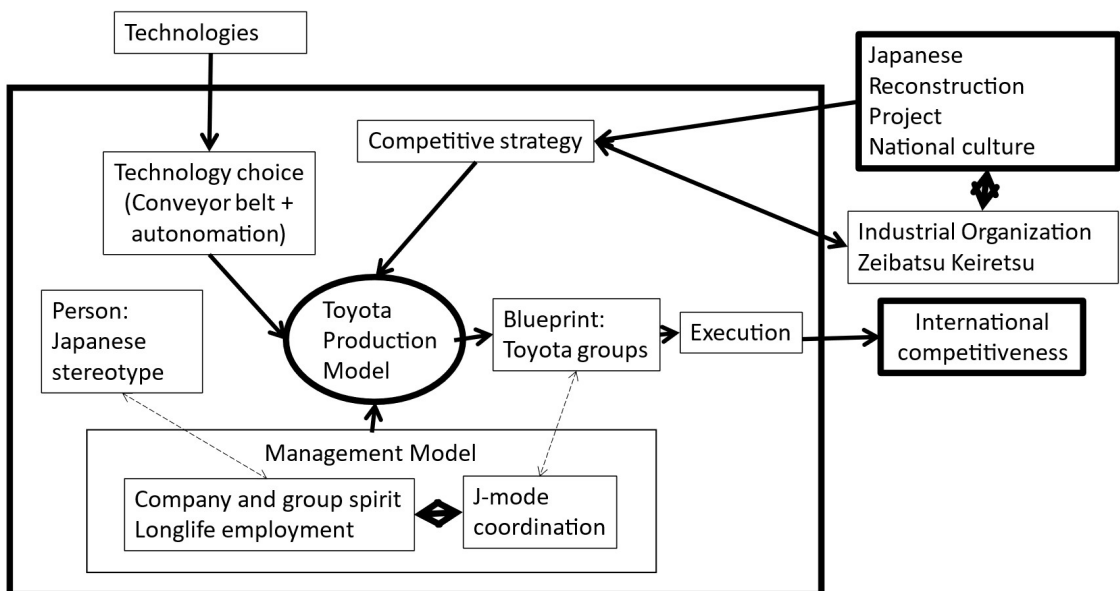 Technologies
Japanese
Reconstruction
Project
National culture
Competitive strategy
Technology choice
(Conveyor belt +
autonomation)
Industrial Organization
Zeibatsu Keiretsu
Person:
Japanese
stereotype
Toyota
Production
Model
Blueprint:
Toyota groups
Execution
International
competitiveness
Management Model
Company and group spirit
Longlife employment
J-mode
coordination